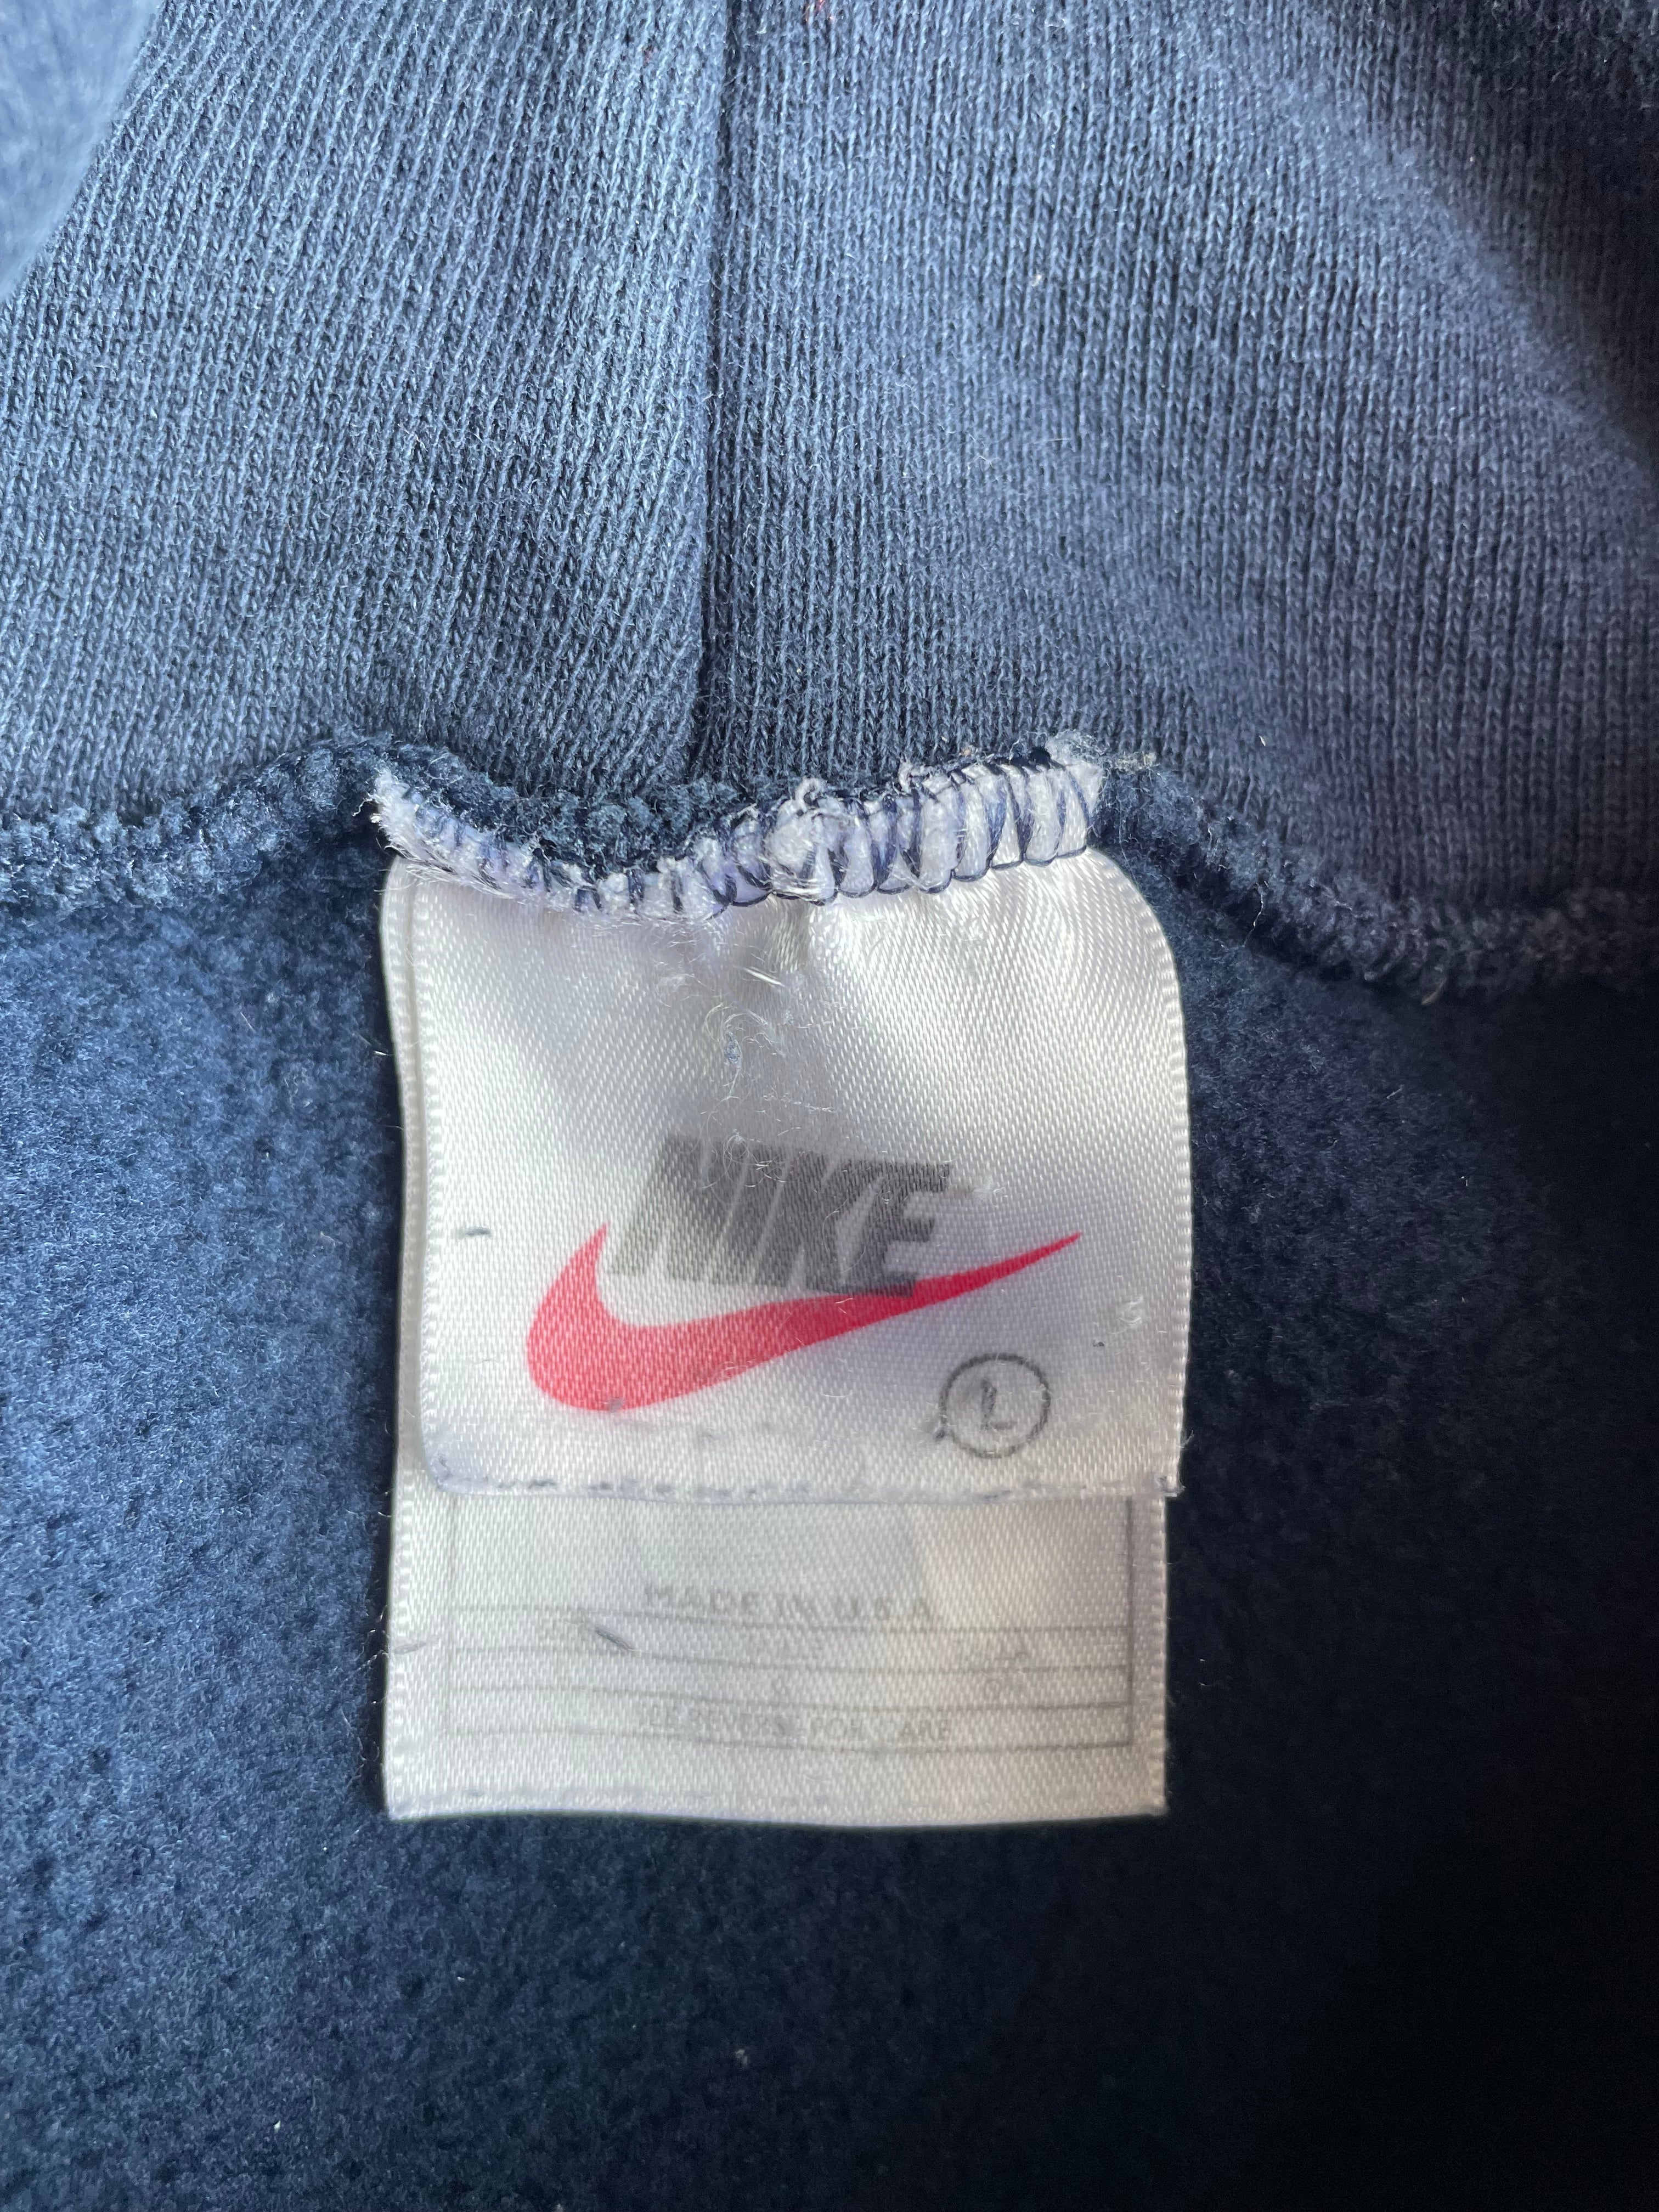 NIKE
L
MADE IN U.S.A
SEE REVERSE FOR CARE